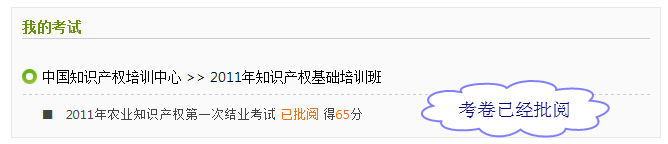 我的考试
中国知识产权培训中心 >> 2011年知识产权基础培训班
2011年农业知识产权第一次结业考试 已批阅 得65分
考卷已经批阅